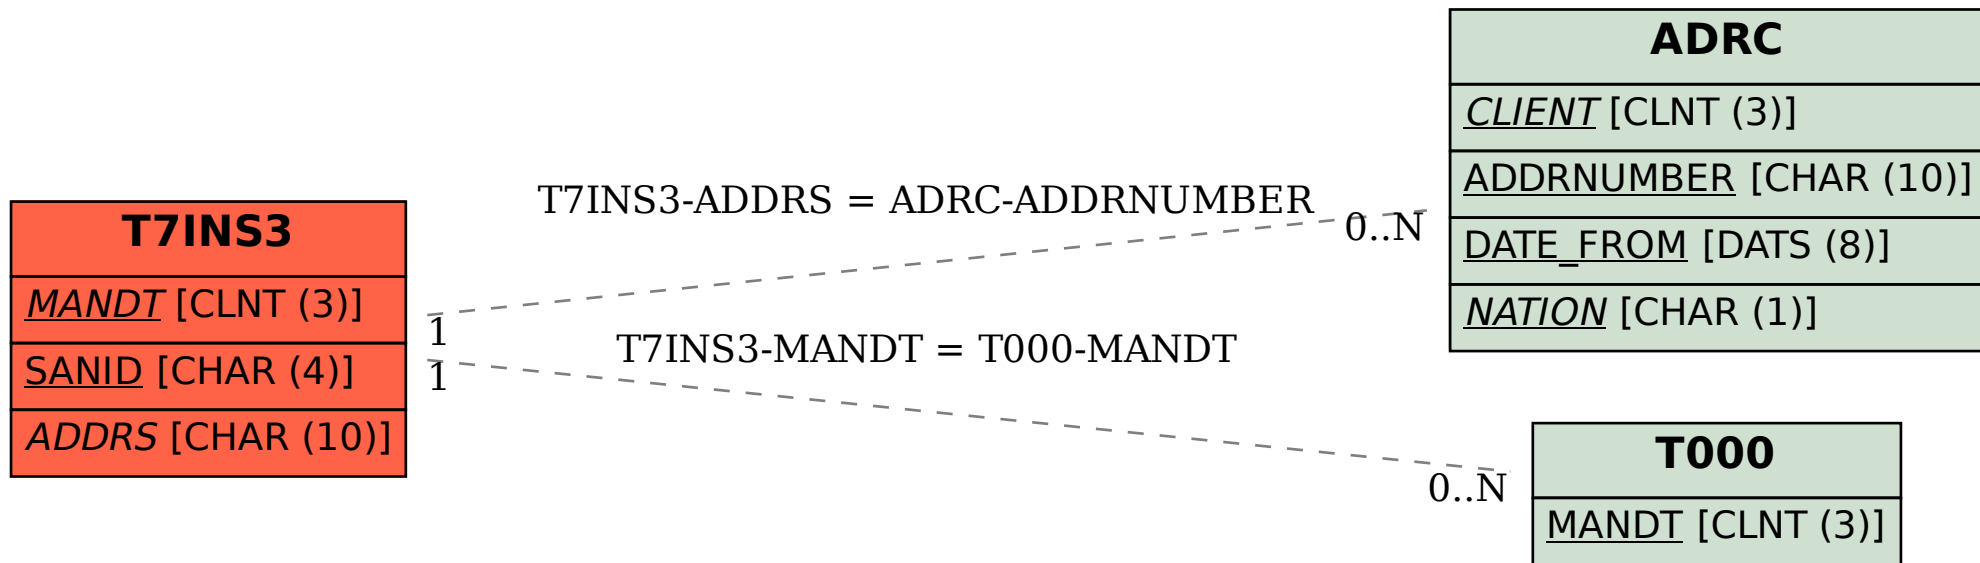 ADRC
CLIENT [CLNT (3)]
ADDRNUMBER [CHAR (10)]
DATE_FROM [DATS (8)]
NATION [CHAR (1)]
T7INS3-ADDRS = ADRC-ADDRNUMBER
0..N
1
T7INS3
MANDT [CLNT (3)]
SANID [CHAR (4)]
ADDRS [CHAR (10)]
T7INS3-MANDT = T000-MANDT
1
0..N
T000
MANDT [CLNT (3)]